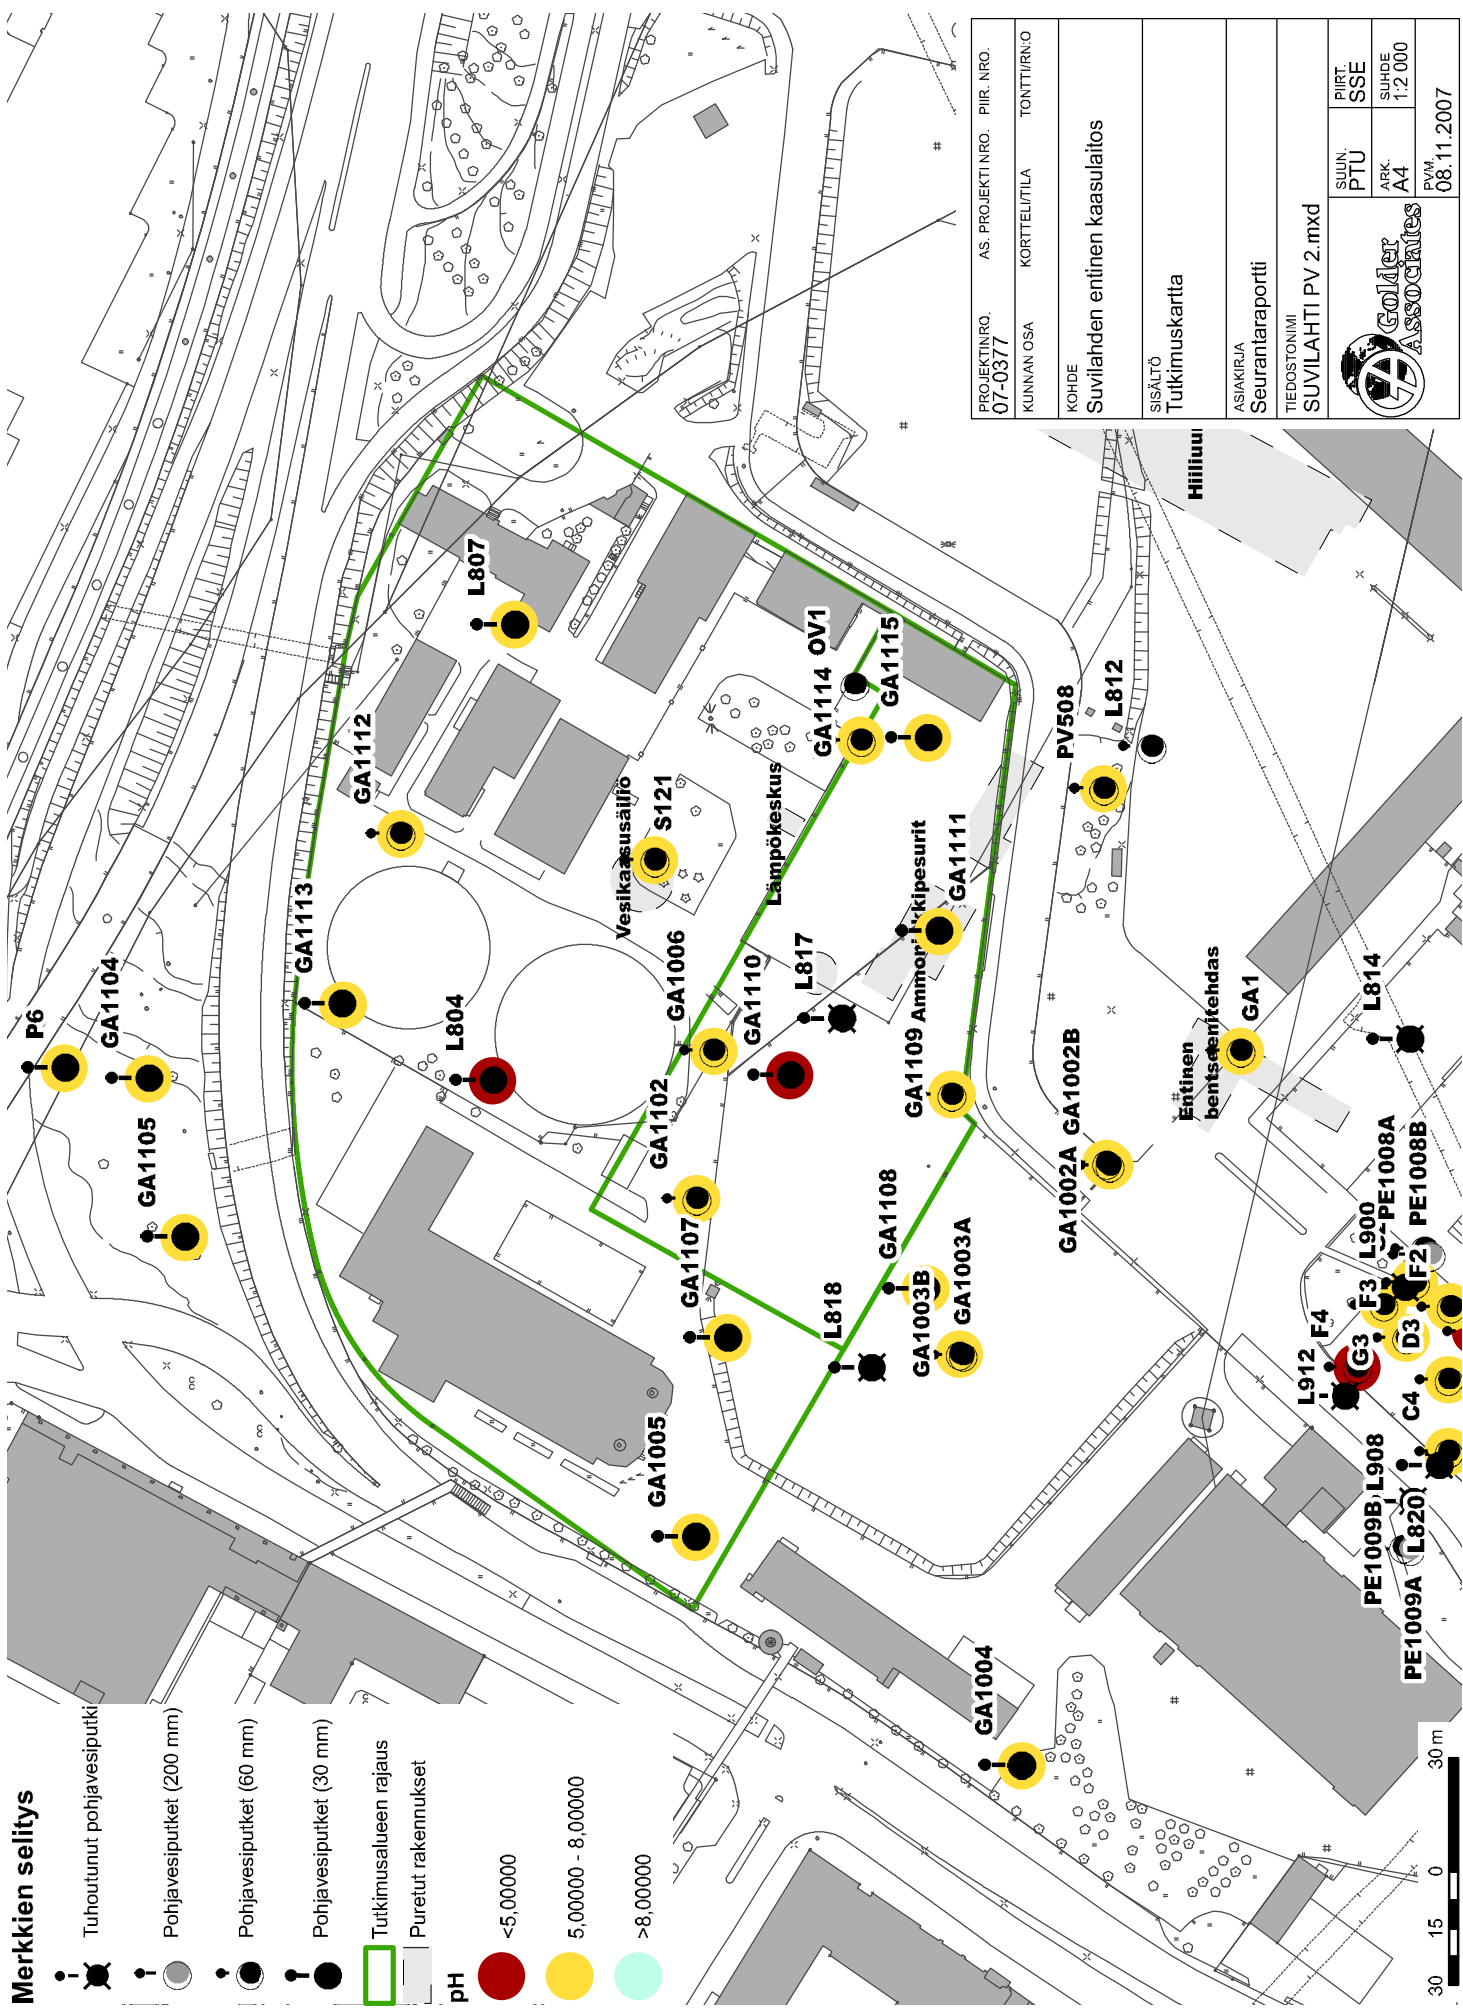 Merkkien selitys
Tuhoutunut pohjavesiputki
Pohjavesiputket (200 mm)
Pohjavesiputket (60 mm)
Pohjavesiputket (30 mm)
Tutkimusalueen rajaus
Puretut rakennukset
pH
<5,00000
5,00000 - 8,00000
>8,00000
P6
GA1104
GA1105
GA1113
GA1112
L807
L804
Vesikaasusäiliö
S121
GA1006
GA1102
GA1107
GA1005
Lämpökeskus
GA1110
L817
GA1114
OV1
GA1115
GA1109
Ammoniakkipesurit
GA1111
L818
GA1108
GA1003B
GA1003A
GA1004
PV508
L812
GA1002A
GA1002B
Entinen
bentseenitehdas
GA1
L814
Hiiliuu
L900
PE1008A
PE1008B
F2
F3
F4
L912
G3
D3
C4
L908
PE1009B
L820
PE1009A
30 15 0 30 m
PROJEKTINRO. AS. PROJEKTI NRO. PIIR. NRO.
07-0377
KUNNAN OSA KORTTELI/TILA TONTTI/RN:O
KOHDE
Suvilahden entinen kaasulaitos
SISÄLTÖ
Tutkimuskartta
ASIAKIRJA
Seurantaraportti
TIEDOSTONIMI
SUVILAHTI PV 2.mxd
Golder
Associates
SUUN. PIIRT.
PTU SSE
ARK. SUHDE
A4 1:2 000
PVM.
08.11.2007